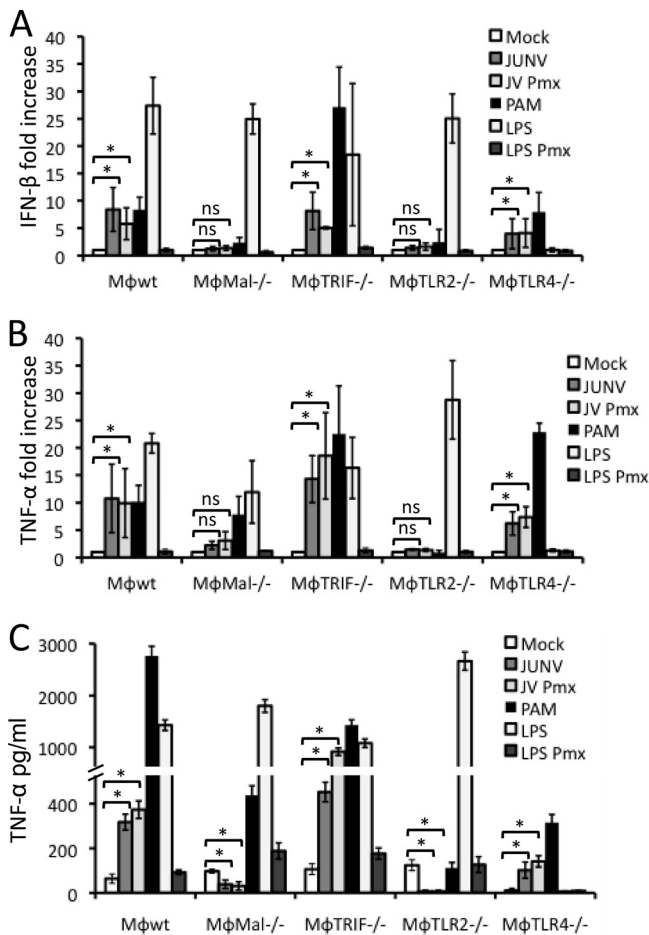 A
IFN-β fold increase
40
35
30
25
20
15
10
5
0
* * ns ns * * ns ns * *
Mock
JUNV
JV Pmx
PAM
LPS
LPS Pmx
Mφwt MφMal-/- MφTRIF-/- MφTLR2-/- MφTLR4-/-
B
TNF-α fold increase
40
35
30
25
20
15
10
5
0
* * ns ns * * ns ns * *
Mock
JUNV
JV Pmx
PAM
LPS
LPS Pmx
Mφwt MφMal-/- MφTRIF-/- MφTLR2-/- MφTLR4-/-
C
TNF-α pg/ml
3000
2000
1000
400
200
0
* * * * * * * * * *
Mock
JUNV
JV Pmx
PAM
LPS
LPS Pmx
Mφwt MφMal-/- MφTRIF-/- MφTLR2-/- MφTLR4-/-